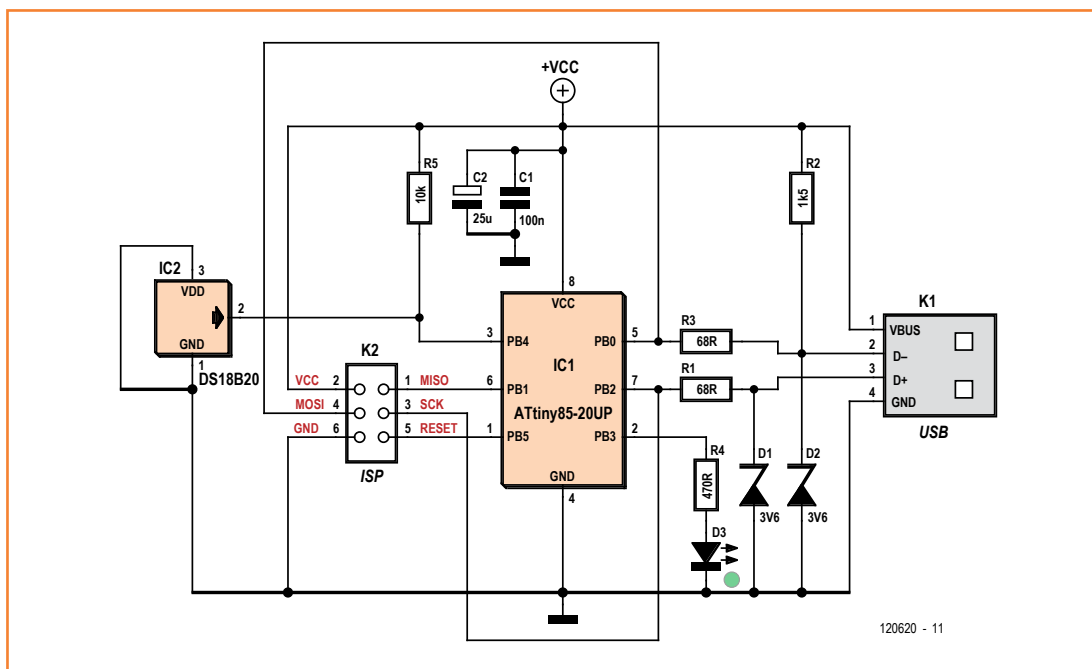 +VCC
R5
10k
C2
25u
C1
100n
R2
1k5
IC2
3
VDD
2
GND
1
DS18B20
K2
VCC 2
1 MISO
MOSI 4
3 SCK
GND 6
5 RESET
ISP
8
VCC
3 PB4
PB0 5
IC1
6 PB1
PB2 7
ATtiny85-20UP
1 PB5
PB3 2
GND
4
R3
68R
R1
68R
R4
470R
D3
D1
3V6
D2
3V6
K1
1 VBUS
2 D–
3 D+
4 GND
USB
120620 - 11